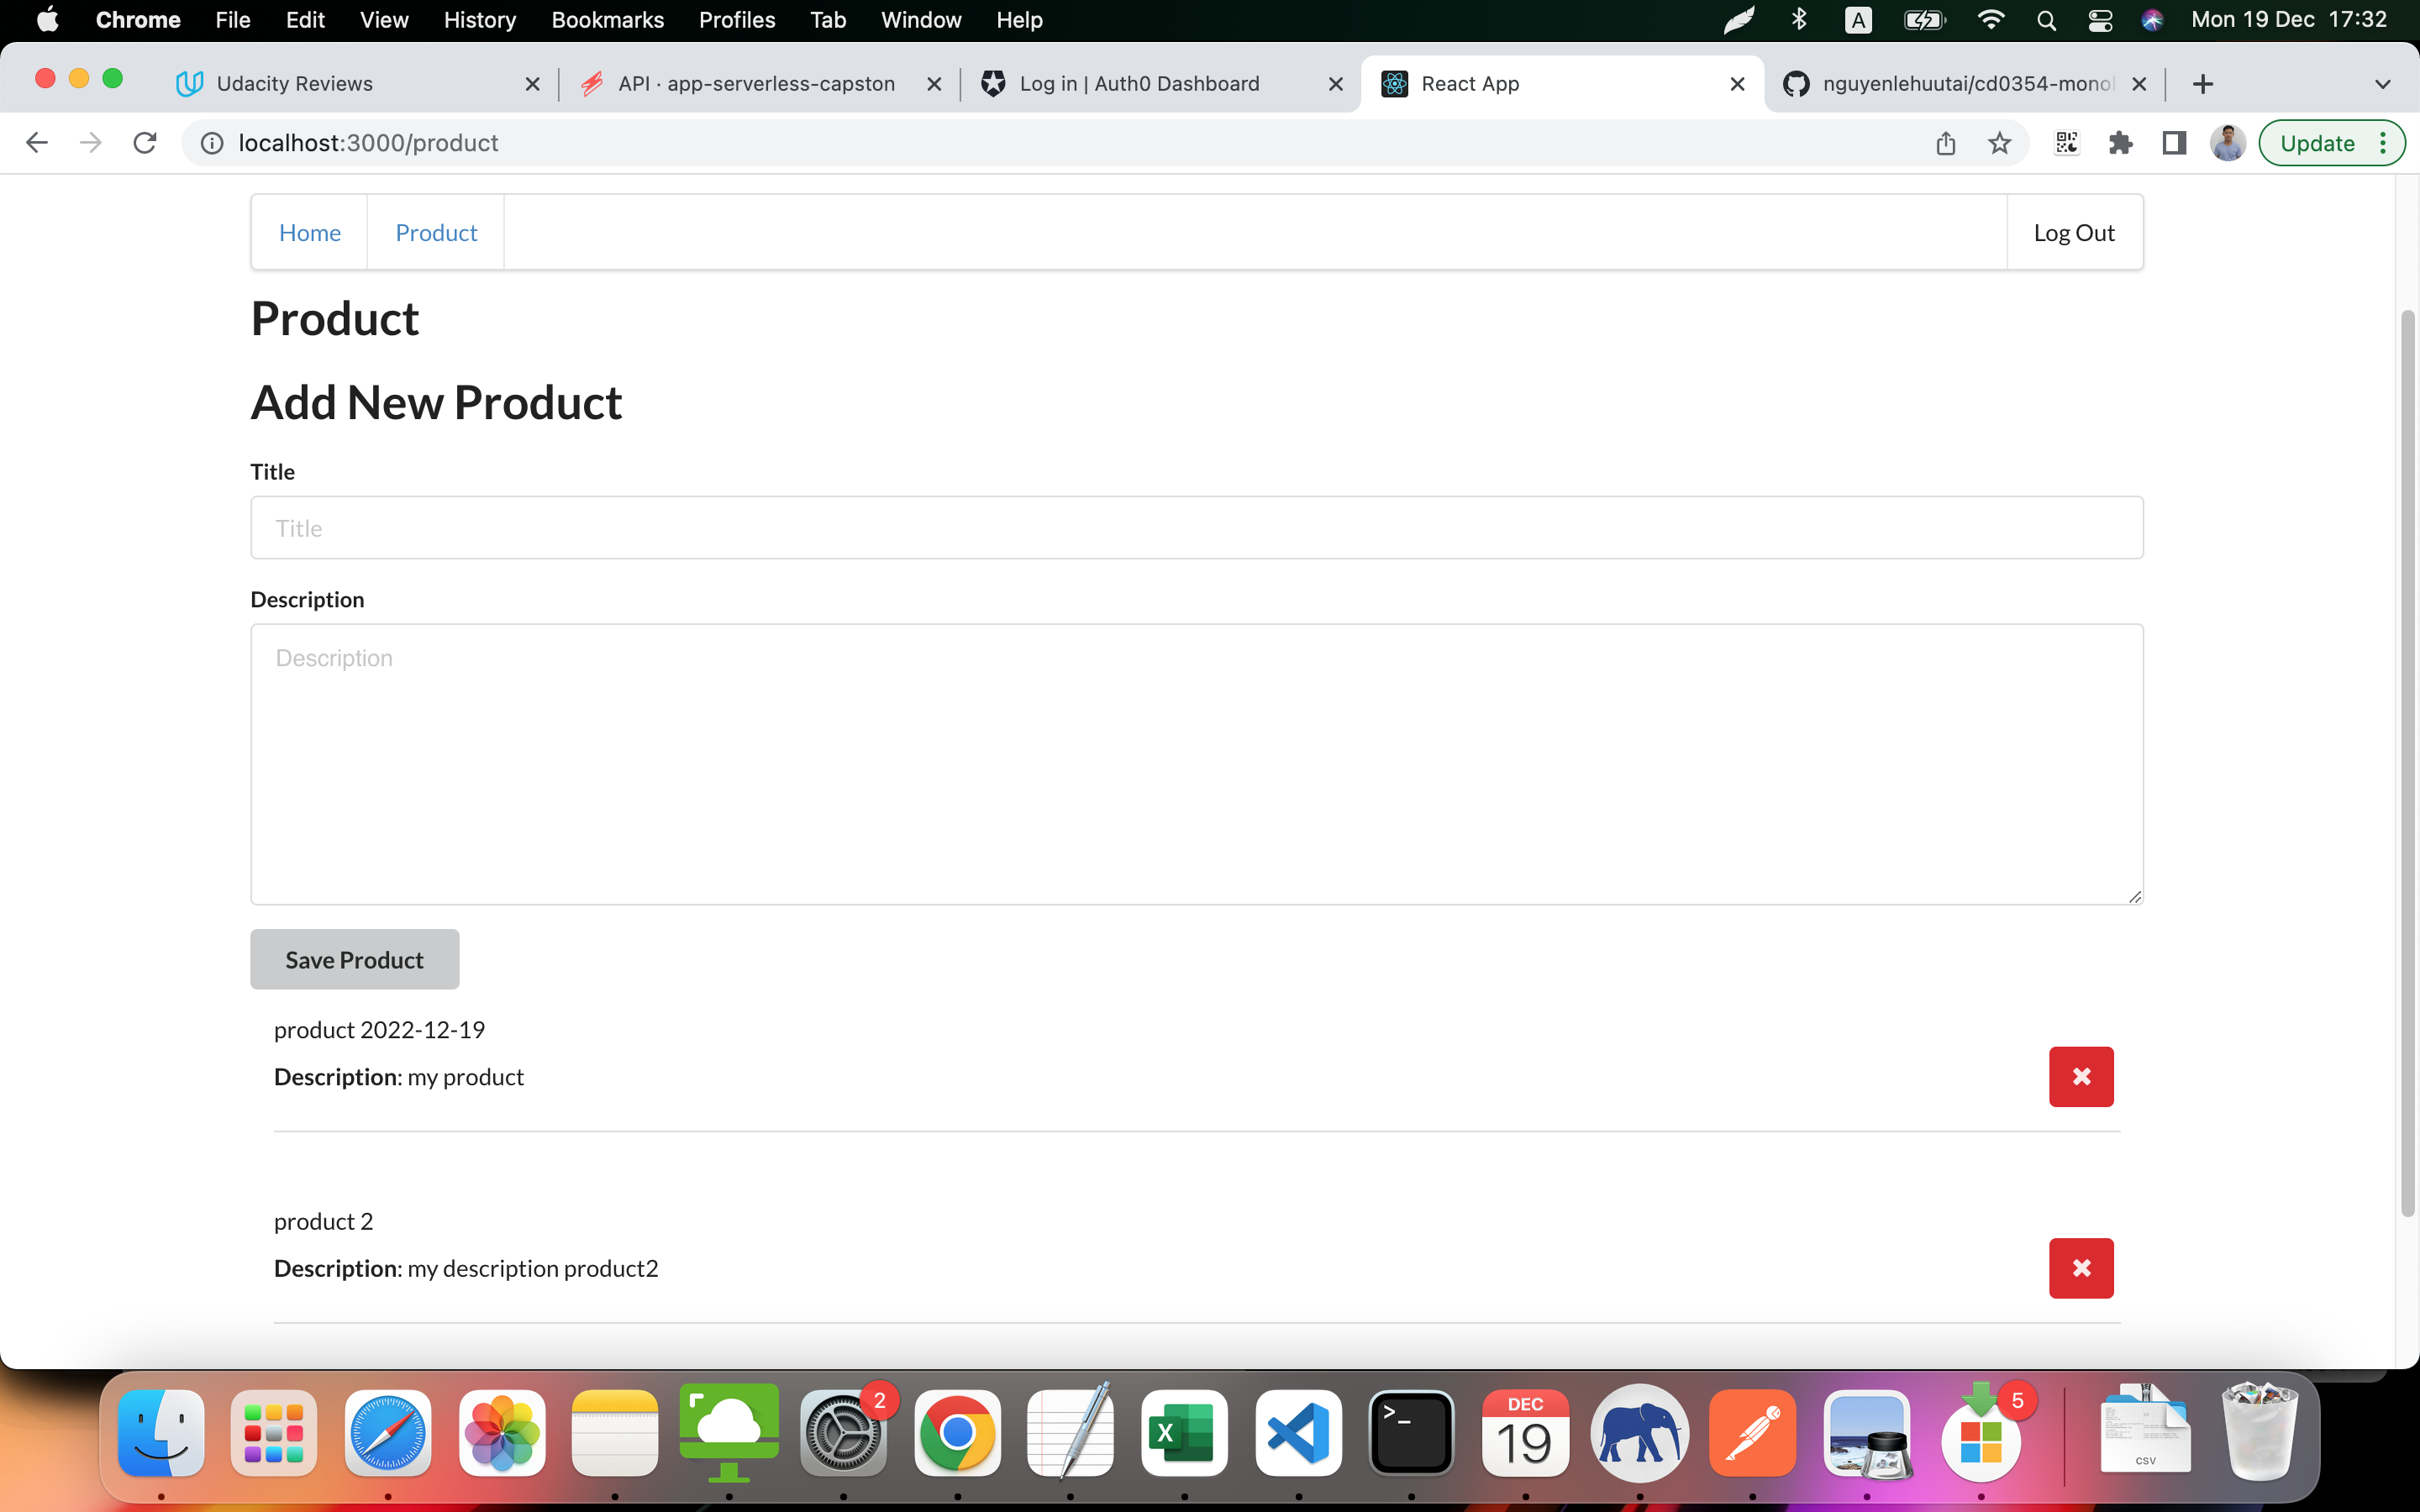 Chrome File Edit View History Bookmarks Profiles Tab Window Help A Mon 19 Dec 17:32
Udacity Reviews API · app-serverless-capston Log in | Auth0 Dashboard React App nguyenlehuutai/cd0354-monol
localhost:3000/product Update
Home Product Log Out
Product
Add New Product
Title
Title
Description
Description
Save Product
product 2022-12-19
Description: my product
product 2
Description: my description product2
2 X >_ DEC 19 5 CSV